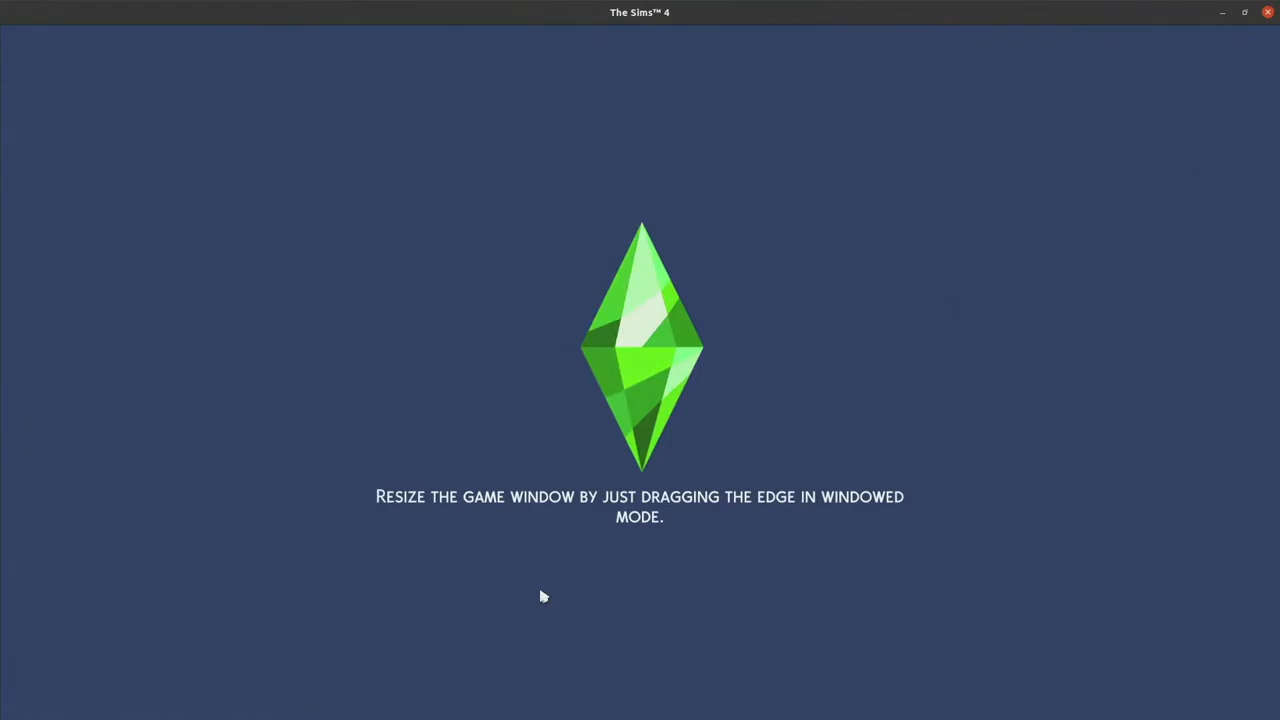 The Sims™ 4
Resize the game window by just dragging the edge in windowed
mode.